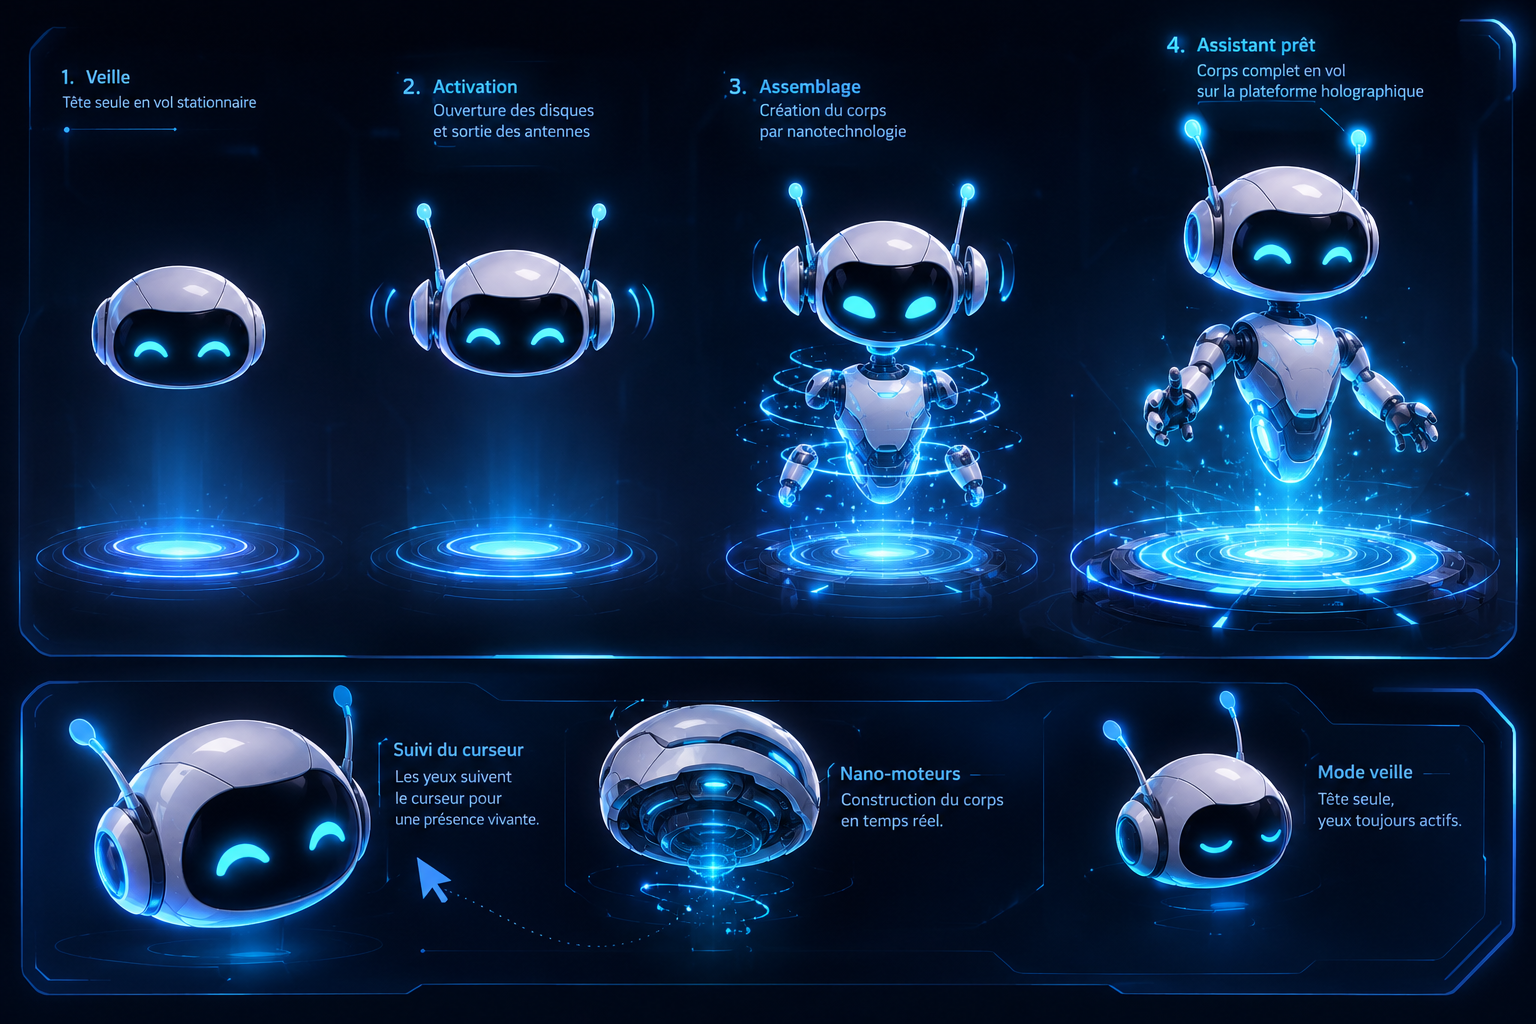 1. Veille
Tête seule en vol stationnaire
2. Activation
Ouverture des disques
et sortie des antennes
3. Assemblage
Création du corps
par nanotechnologie
4. Assistant prêt
Corps complet en vol
sur la plateforme holographique
Suivi du curseur
Les yeux suivent
le curseur pour
une présence vivante.
Nano-moteurs
Construction du corps
en temps réel.
Mode veille
Tête seule,
yeux toujours actifs.